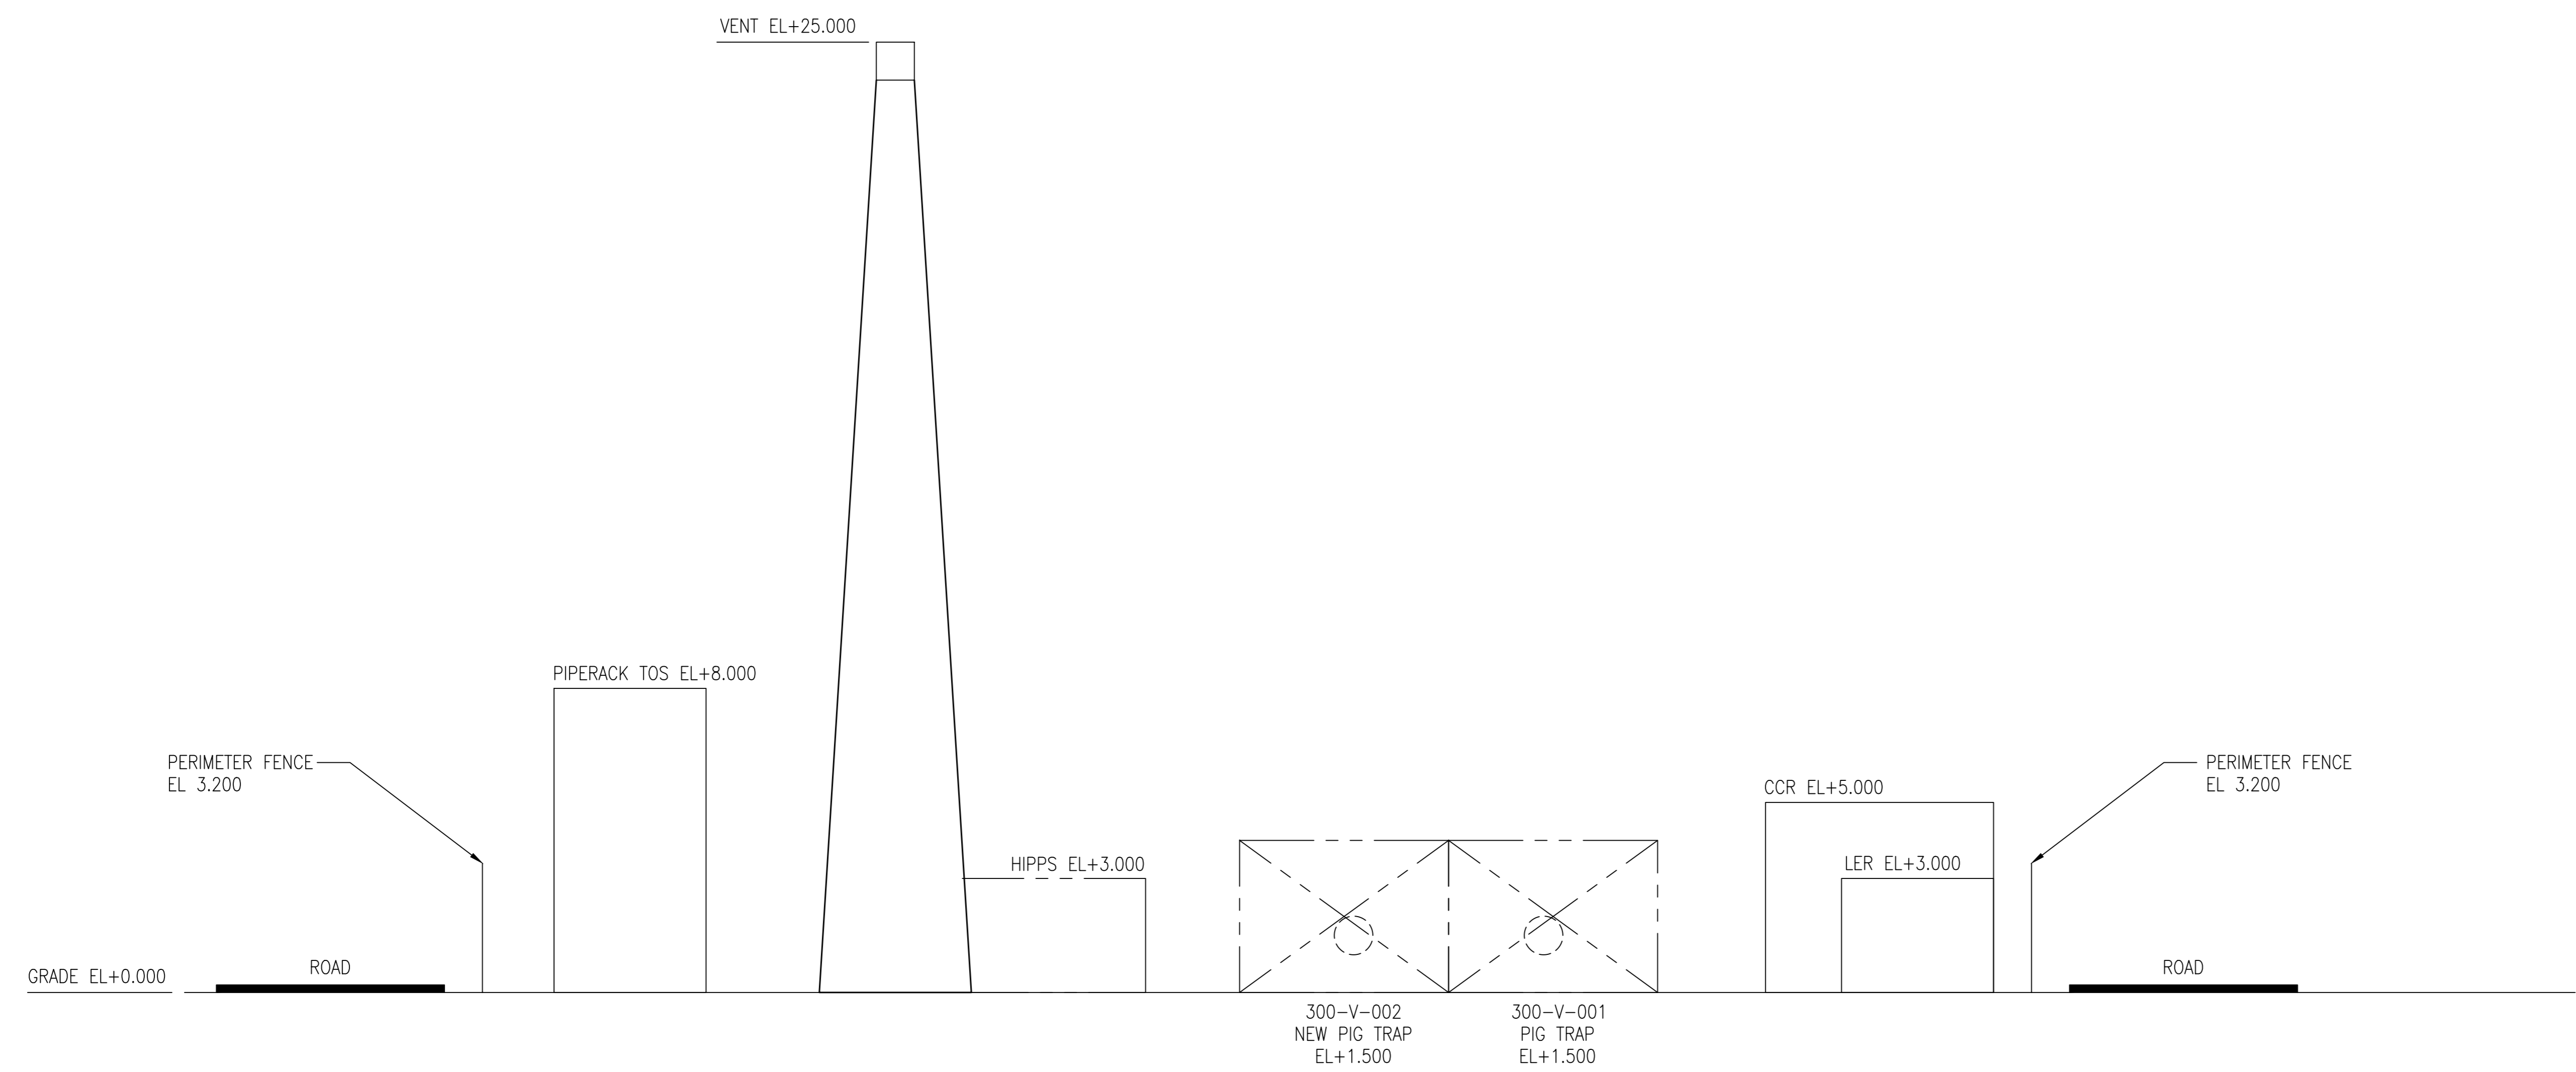 VENT EL+25.000
PIPERACK TOS EL+8.000
PERIMETER FENCE
EL 3.200
PERIMETER FENCE
EL 3.200
CCR EL+5.000
HIPPS EL+3.000
LER EL+3.000
GRADE EL+0.000
ROAD
ROAD
300-V-002
NEW PIG TRAP
EL+1.500
300-V-001
PIG TRAP
EL+1.500